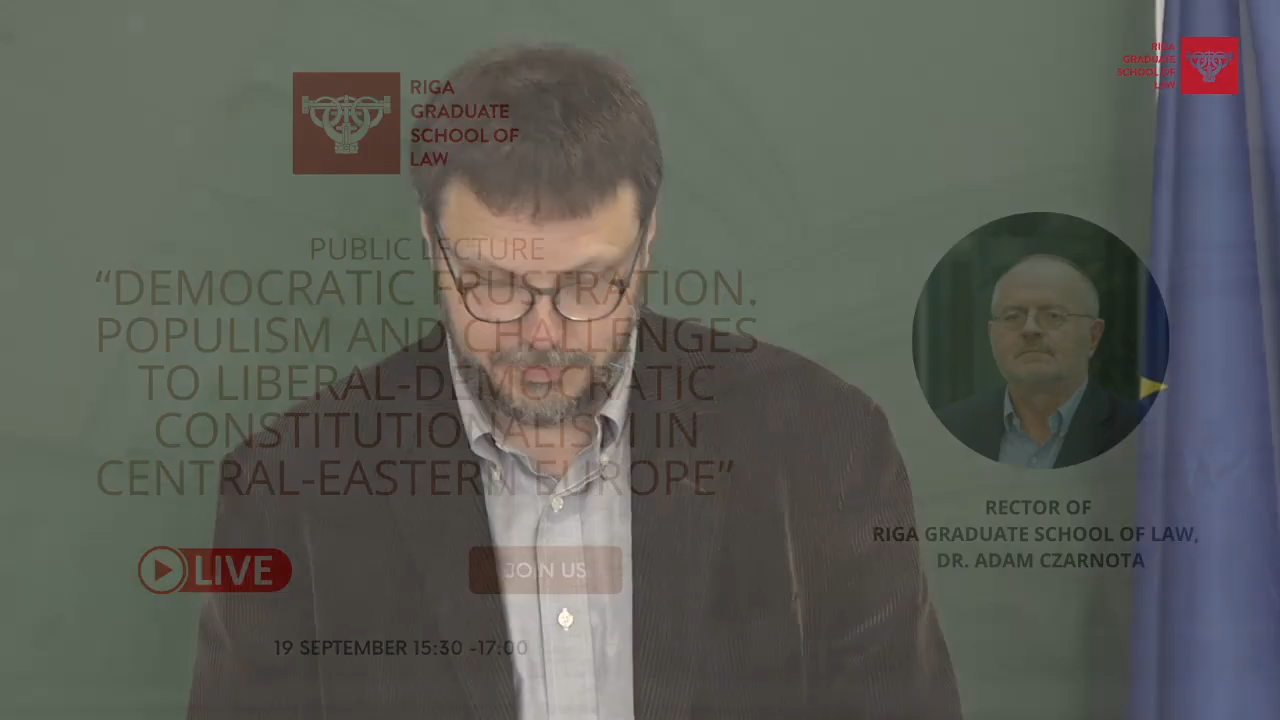 RIGA
GRADUATE
SCHOOL OF
LAW
RIGA
GRADUATE
SCHOOL OF
LAW
PUBLIC LECTURE
“DEMOCRATIC FRUSTRATION.
POPULISM AND CHALLENGES
TO LIBERAL-DEMOCRATIC
CONSTITUTIONALISM IN
CENTRAL-EASTERN EUROPE”
RECTOR OF
RIGA GRADUATE SCHOOL OF LAW,
DR. ADAM CZARNOTA
LIVE
JOIN US
19 SEPTEMBER 15:30 -17:00